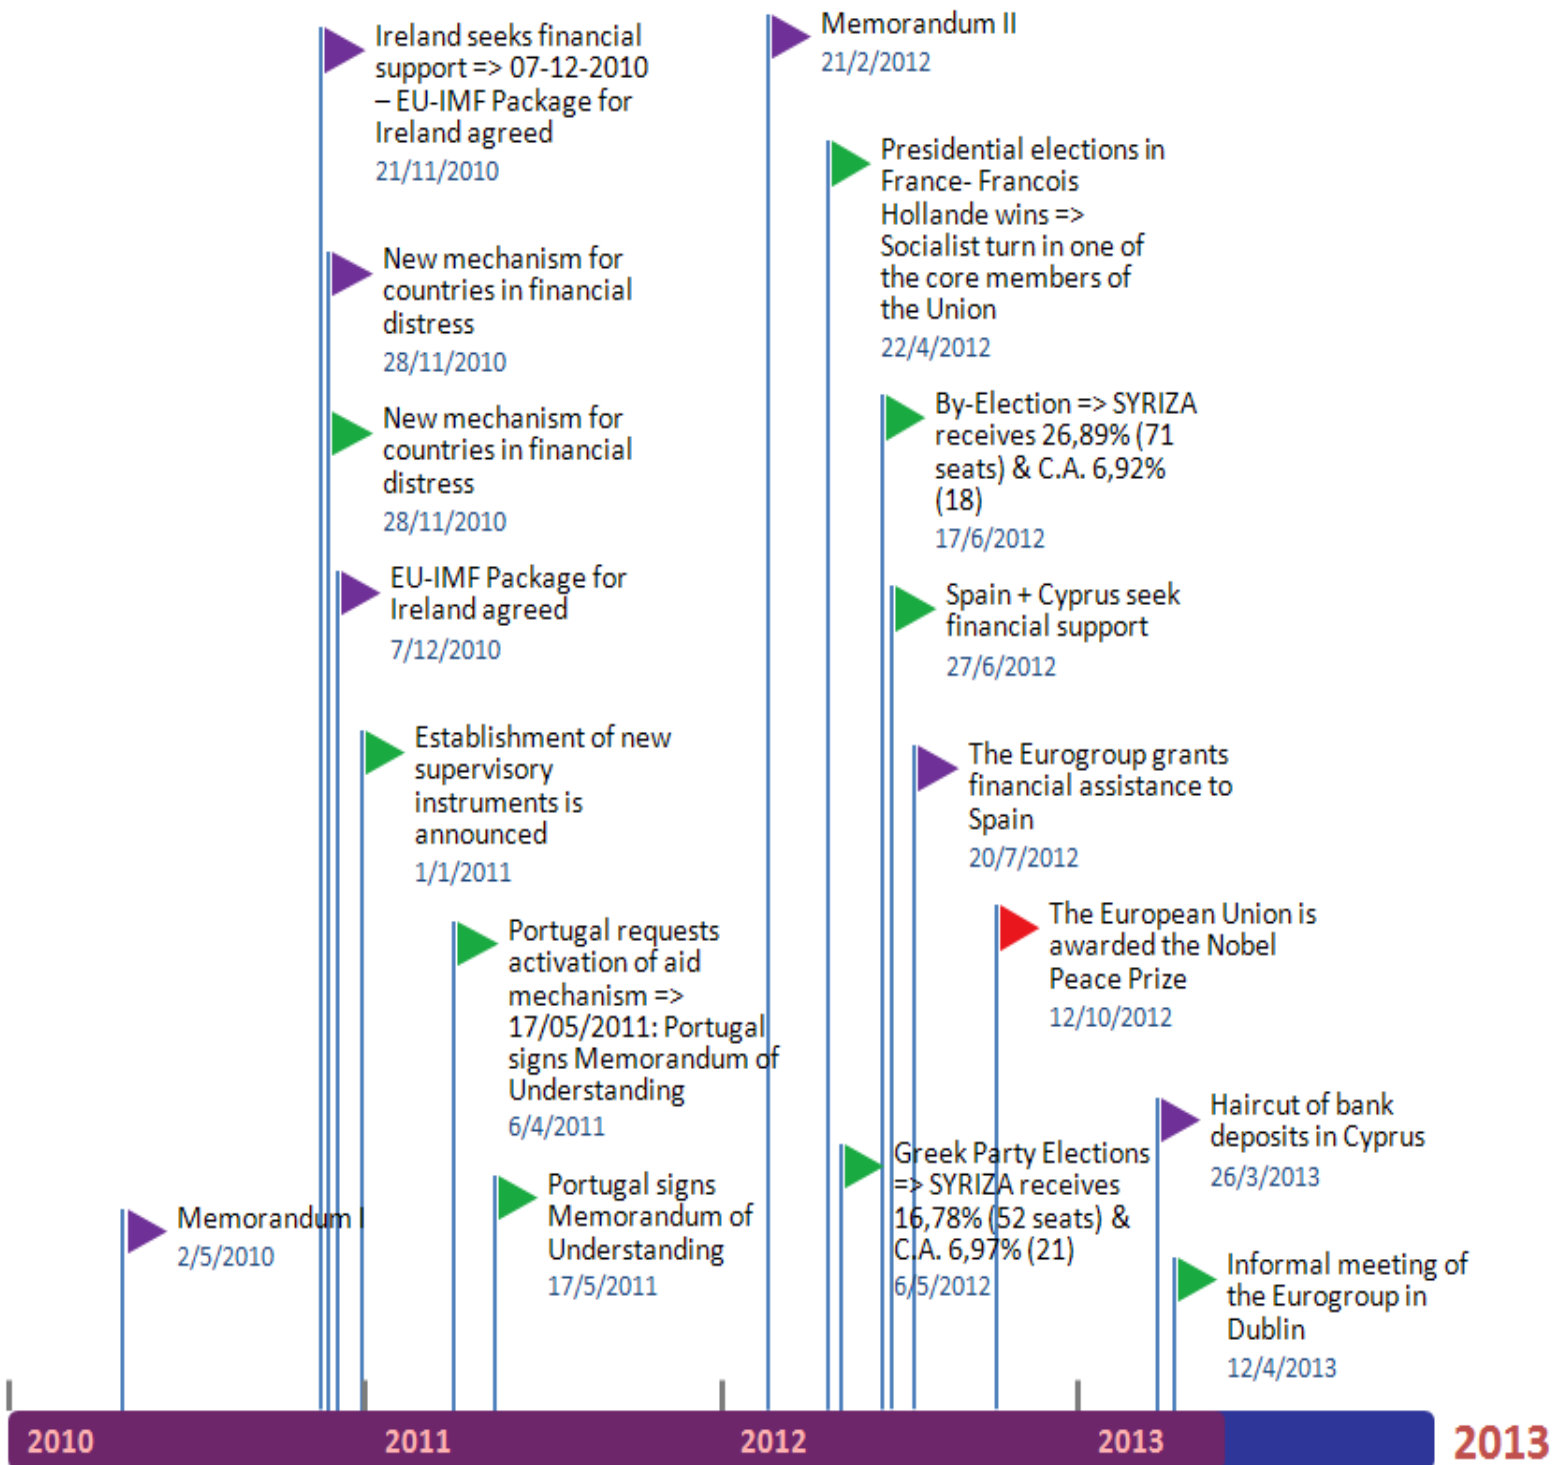 Ireland seeks financial
support => 07-12-2010
– EU-IMF Package for
Ireland agreed
21/11/2010
New mechanism for
countries in financial
distress
28/11/2010
New mechanism for
countries in financial
distress
28/11/2010
EU-IMF Package for
Ireland agreed
7/12/2010
Establishment of new
supervisory
instruments is
announced
1/1/2011
Portugal requests
activation of aid
mechanism =>
17/05/2011: Portugal
signs Memorandum of
Understanding
6/4/2011
Portugal signs
Memorandum of
Understanding
17/5/2011
Memorandum I
2/5/2010
Memorandum II
21/2/2012
Presidential elections in
France- Francois
Hollande wins =>
Socialist turn in one of
the core members of
the Union
22/4/2012
By-Election => SYRIZA
receives 26,89% (71
seats) & C.A. 6,92%
(18)
17/6/2012
Spain + Cyprus seek
financial support
27/6/2012
The Eurogroup grants
financial assistance to
Spain
20/7/2012
The European Union is
awarded the Nobel
Peace Prize
12/10/2012
Greek Party Elections
=> SYRIZA receives
16,78% (52 seats) &
C.A. 6,97% (21)
6/5/2012
Haircut of bank
deposits in Cyprus
26/3/2013
Informal meeting of
the Eurogroup in
Dublin
12/4/2013
2010
2011
2012
2013
2013